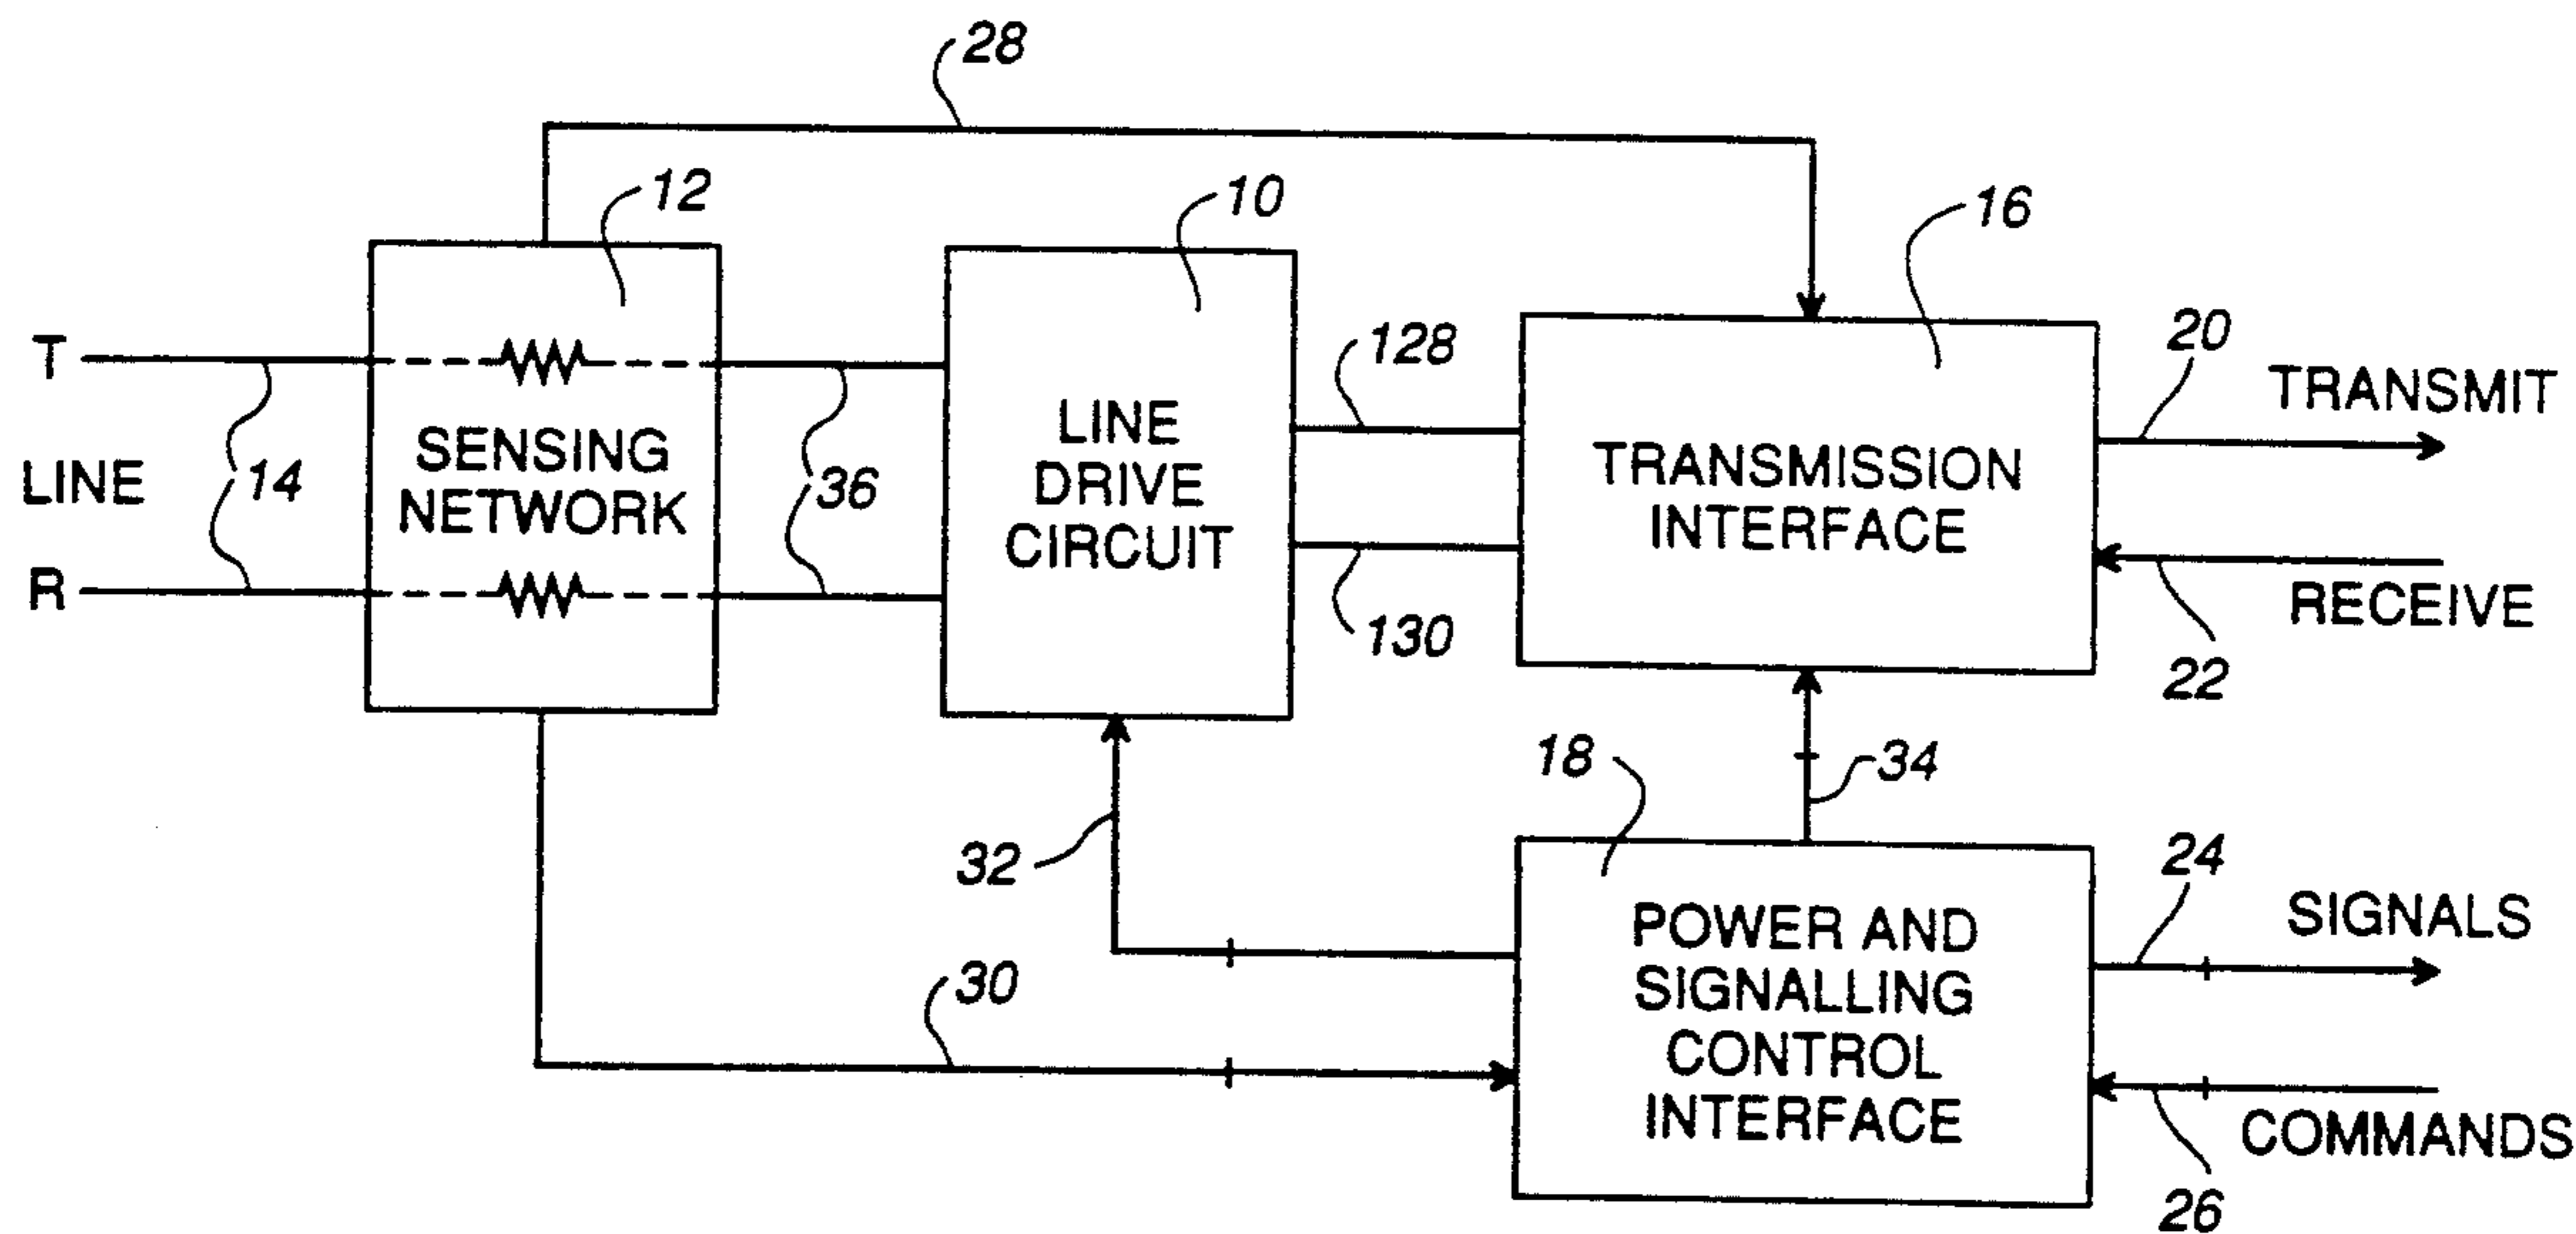 28
12
10
16
T
128
20
TRANSMIT
LINE
14
SENSING
NETWORK
36
LINE
DRIVE
CIRCUIT
TRANSMISSION
INTERFACE
R
130
RECEIVE
22
18
34
32
24
SIGNALS
30
POWER AND
SIGNALLING
CONTROL
INTERFACE
COMMANDS
26